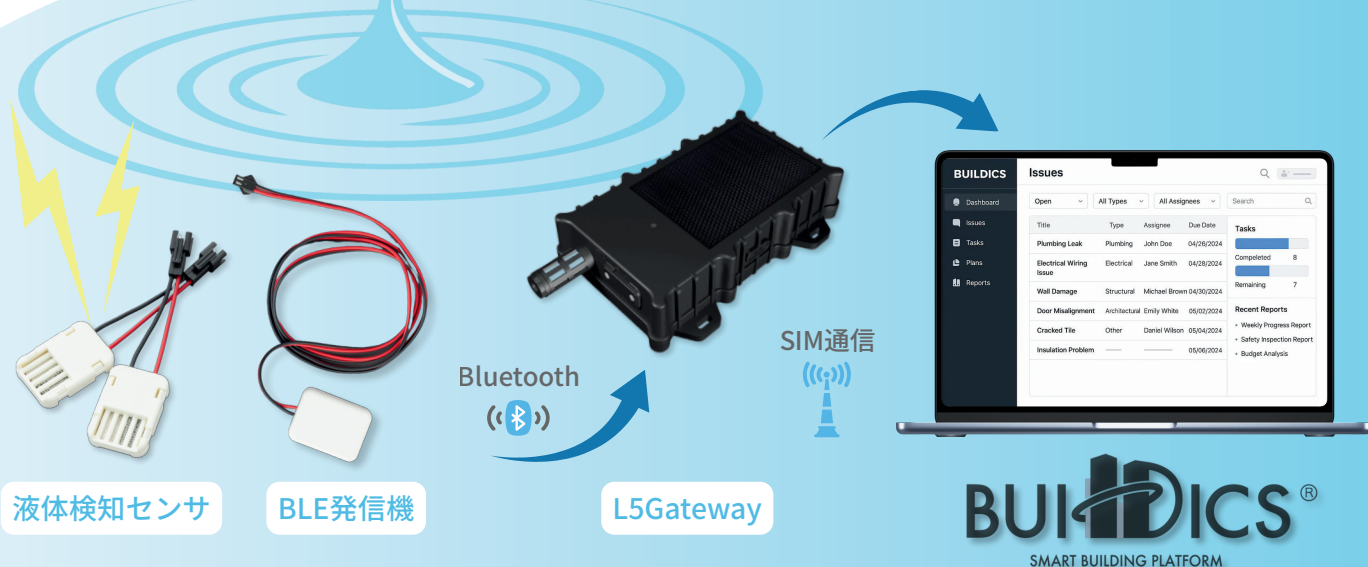 液体検知センサ
BLE発信機
Bluetooth
L5Gateway
SIM通信
BUILDICS
Dashboard
Issues
Tasks
Plans
Reports
Issues
Open
All Types
All Assignees
Search
Title Type Assignee Due Date
Plumbing Leak Plumbing John Doe 04/26/2024
Electrical Wiring Electrical Jane Smith 04/28/2024
Issue
Wall Damage Structural Michael Brown 04/30/2024
Door Misalignment Architectural Emily White 05/02/2024
Cracked Tile Other Daniel Wilson 05/04/2024
Insulation Problem 05/06/2024
Tasks
Compeleted 8
Remaining 7
Recent Reports
• Weekly Progress Report
• Safety Inspection Report
• Budget Analysis
BUILDICS®
SMART BUILDING PLATFORM